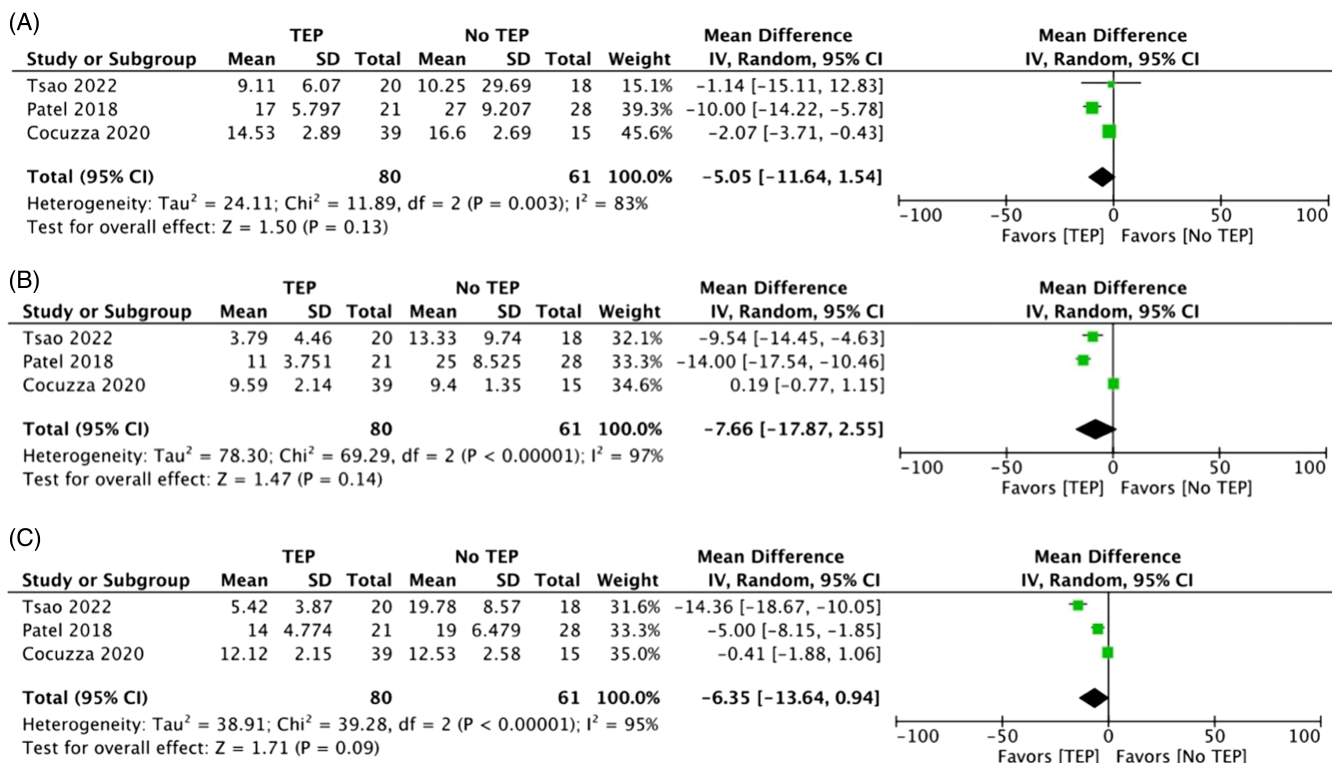 (A)
TEP No TEP Mean Difference Mean Difference
Study or Subgroup Mean SD Total Mean SD Total Weight IV, Random, 95% CI IV, Random, 95% CI
Tsao 2022 9.11 6.07 20 10.25 29.69 18 15.1% −1.14 [−15.11, 12.83]
Patel 2018 17 5.797 21 27 9.207 28 39.3% −10.00 [−14.22, −5.78]
Cocuzza 2020 14.53 2.89 39 16.6 2.69 15 45.6% −2.07 [−3.71, −0.43]
Total (95% CI) 80 61 100.0% −5.05 [−11.64, 1.54]
Heterogeneity: Tau² = 24.11; Chi² = 11.89, df = 2 (P = 0.003); I² = 83%
Test for overall effect: Z = 1.50 (P = 0.13)
−100 −50 0 50 100
Favors [TEP] Favors [No TEP]
(B)
TEP No TEP Mean Difference Mean Difference
Study or Subgroup Mean SD Total Mean SD Total Weight IV, Random, 95% CI IV, Random, 95% CI
Tsao 2022 3.79 4.46 20 13.33 9.74 18 32.1% −9.54 [−14.45, −4.63]
Patel 2018 11 3.751 21 25 8.525 28 33.3% −14.00 [−17.54, −10.46]
Cocuzza 2020 9.59 2.14 39 9.4 1.35 15 34.6% 0.19 [−0.77, 1.15]
Total (95% CI) 80 61 100.0% −7.66 [−17.87, 2.55]
Heterogeneity: Tau² = 78.30; Chi² = 69.29, df = 2 (P < 0.00001); I² = 97%
Test for overall effect: Z = 1.47 (P = 0.14)
−100 −50 0 50 100
Favors [TEP] Favors [No TEP]
(C)
TEP No TEP Mean Difference Mean Difference
Study or Subgroup Mean SD Total Mean SD Total Weight IV, Random, 95% CI IV, Random, 95% CI
Tsao 2022 5.42 3.87 20 19.78 8.57 18 31.6% −14.36 [−18.67, −10.05]
Patel 2018 14 4.774 21 19 6.479 28 33.3% −5.00 [−8.15, −1.85]
Cocuzza 2020 12.12 2.15 39 12.53 2.58 15 35.0% −0.41 [−1.88, 1.06]
Total (95% CI) 80 61 100.0% −6.35 [−13.64, 0.94]
Heterogeneity: Tau² = 38.91; Chi² = 39.28, df = 2 (P < 0.00001); I² = 95%
Test for overall effect: Z = 1.71 (P = 0.09)
−100 −50 0 50 100
Favors [TEP] Favors [No TEP]